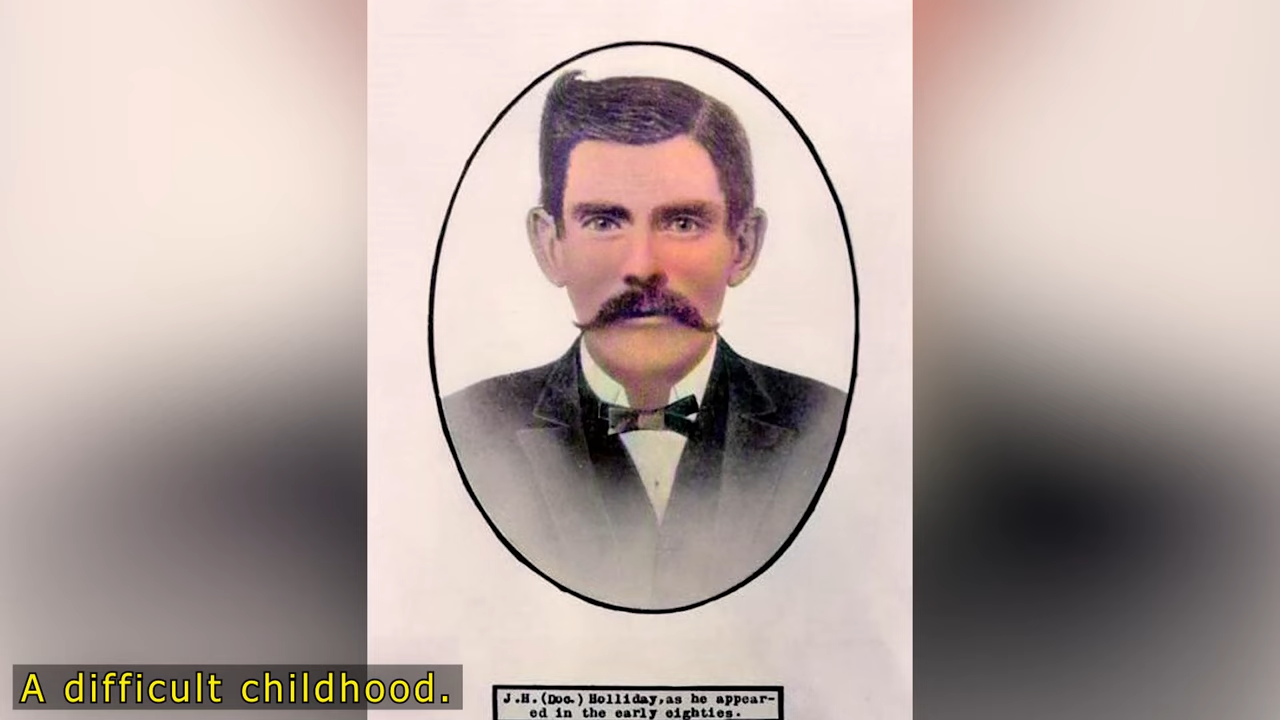 A difficult childhood.
J.H.(Doc.) Holliday,as he appear-
ed in the early eighties.